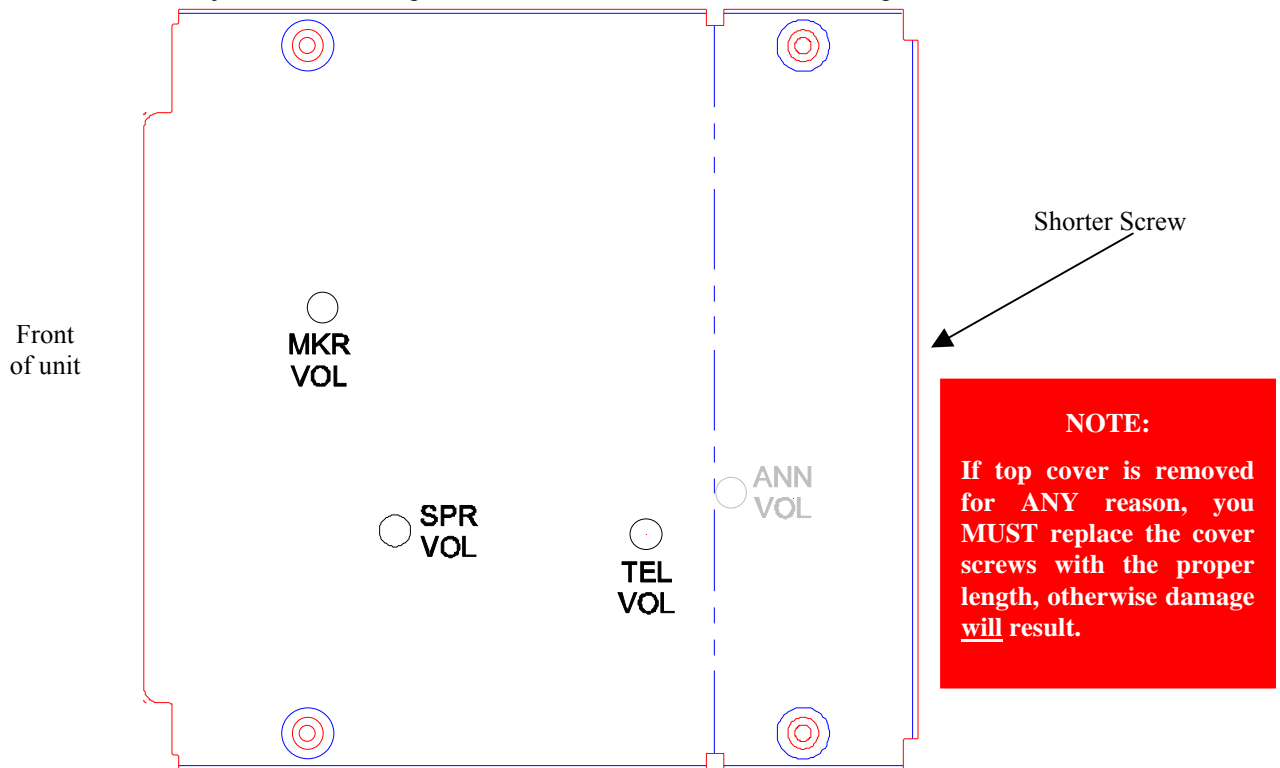 Shorter Screw
Front
of unit
MKR
VOL
NOTE:
If top cover is removed
for ANY reason, you
MUST replace the cover
screws with the proper
length, otherwise damage
will result.
ANN
VOL
SPR
VOL
TEL
VOL